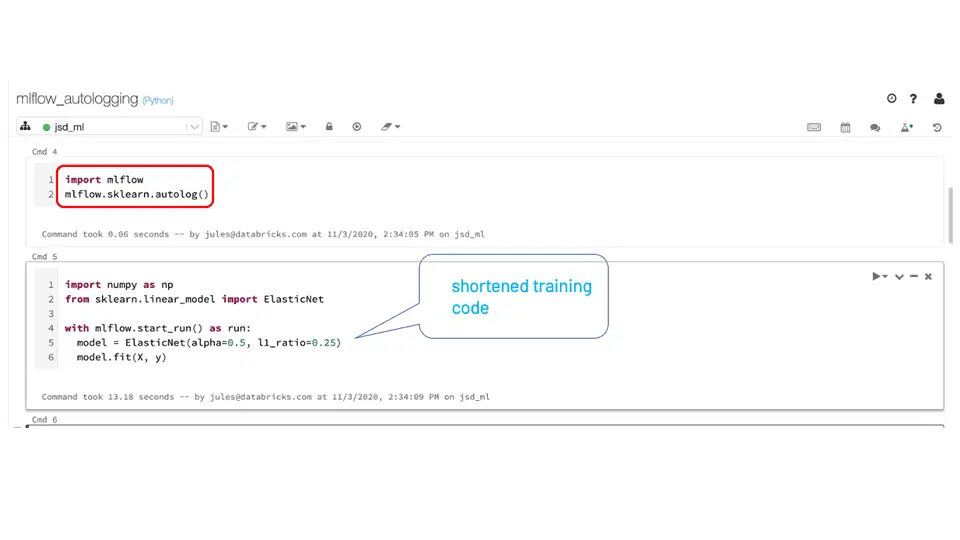 mlflow_autologging (Python)
jsd_ml
Cmd 4
1 import mlflow
2 mlflow.sklearn.autolog()
Command took 0.06 seconds -- by jules@databricks.com at 11/3/2020, 2:34:05 PM on jsd_ml
Cmd 5
1 import numpy as np
2 from sklearn.linear_model import ElasticNet
3
4 with mlflow.start_run() as run:
5   model = ElasticNet(alpha=0.5, l1_ratio=0.25)
6   model.fit(X, y)
shortened training
code
Command took 13.18 seconds -- by jules@databricks.com at 11/3/2020, 2:34:09 PM on jsd_ml
Cmd 6